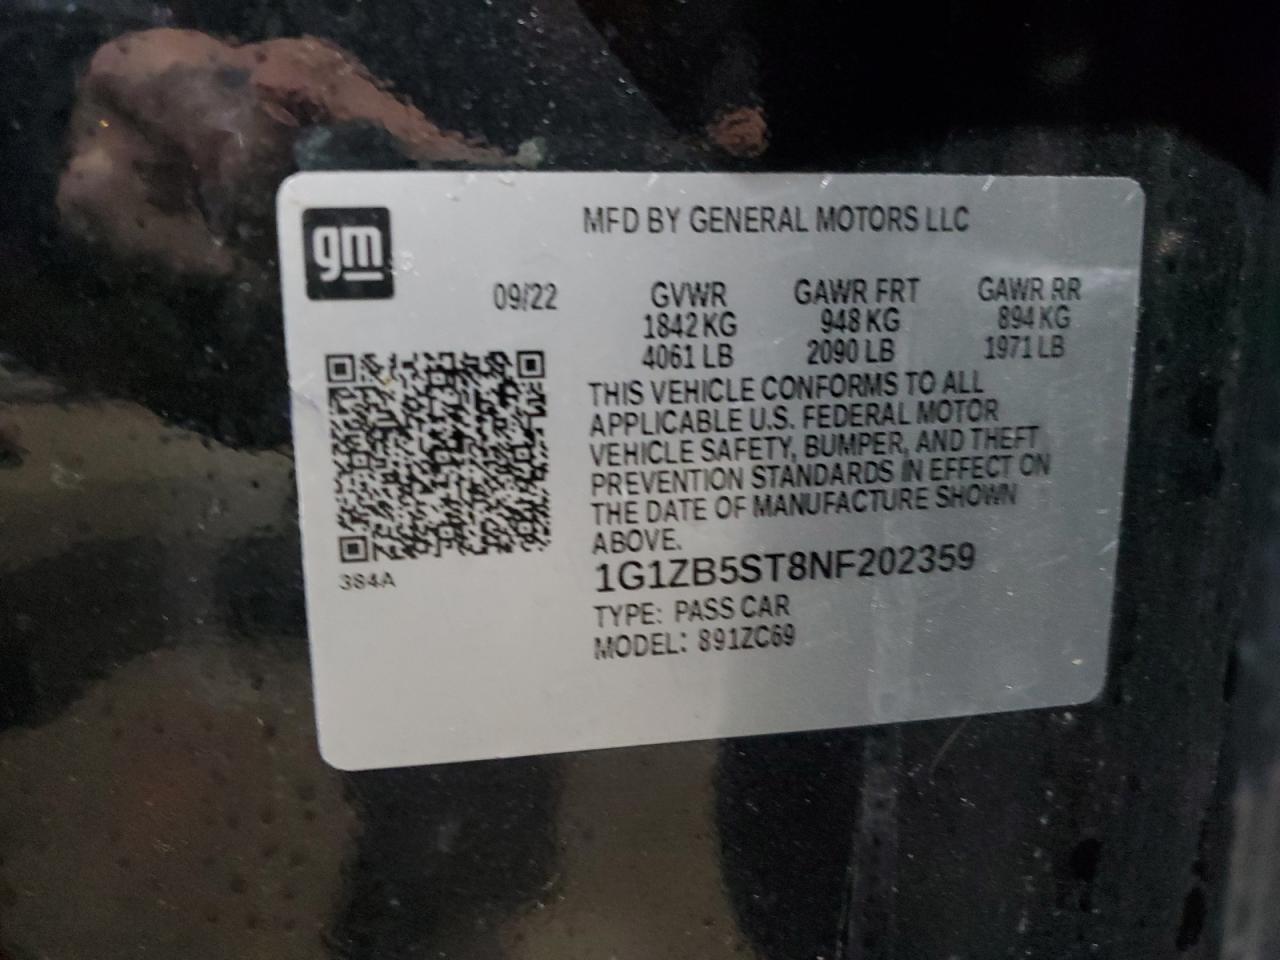 gm
MFD BY GENERAL MOTORS LLC
09/22 GVWR GAWR FRT GAWR RR
1842 KG 948 KG 894 KG
4061 LB 2090 LB 1971 LB
THIS VEHICLE CONFORMS TO ALL
APPLICABLE U.S. FEDERAL MOTOR
VEHICLE SAFETY, BUMPER, AND THEFT
PREVENTION STANDARDS IN EFFECT ON
THE DATE OF MANUFACTURE SHOWN
ABOVE.
384A
1G1ZB5ST8NF202359
TYPE: PASS CAR
MODEL: 891ZC69